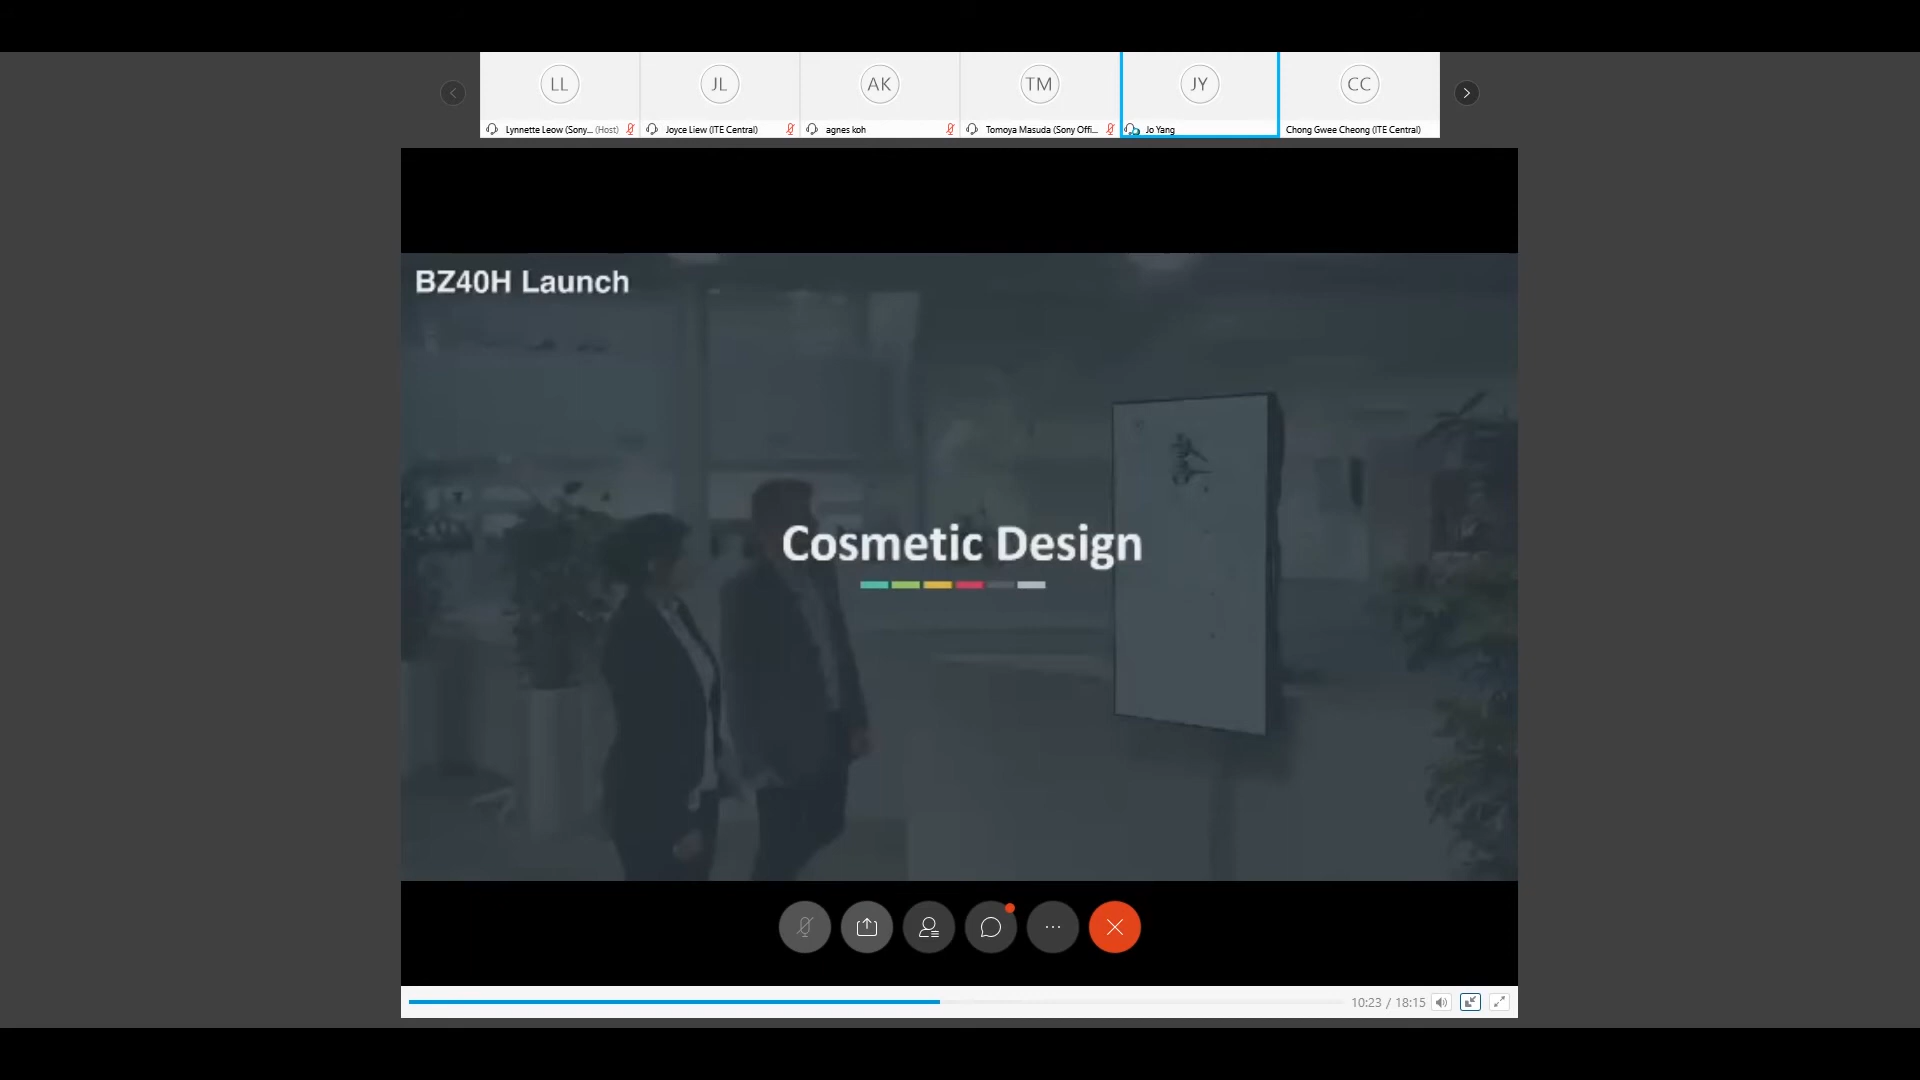 LL
JL
AK
TM
JY
CC
Lynnette Leow (Sony... (Host)
Joyce Liew (ITE Central)
agnes koh
Tomoya Masuda (Sony Offi...
Jo Yang
Chong Gwee Cheong (ITE Central)
BZ40H Launch
Cosmetic Design
10:23 / 18:15